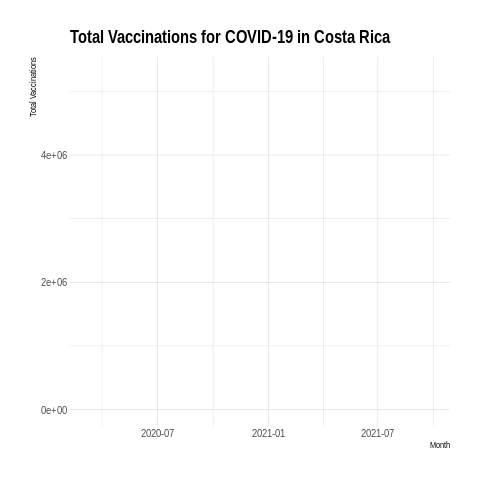 Total Vaccinations for COVID-19 in Costa Rica
Total Vaccinations
4e+06
2e+06
0e+00
2020-07 2021-01 2021-07
Month